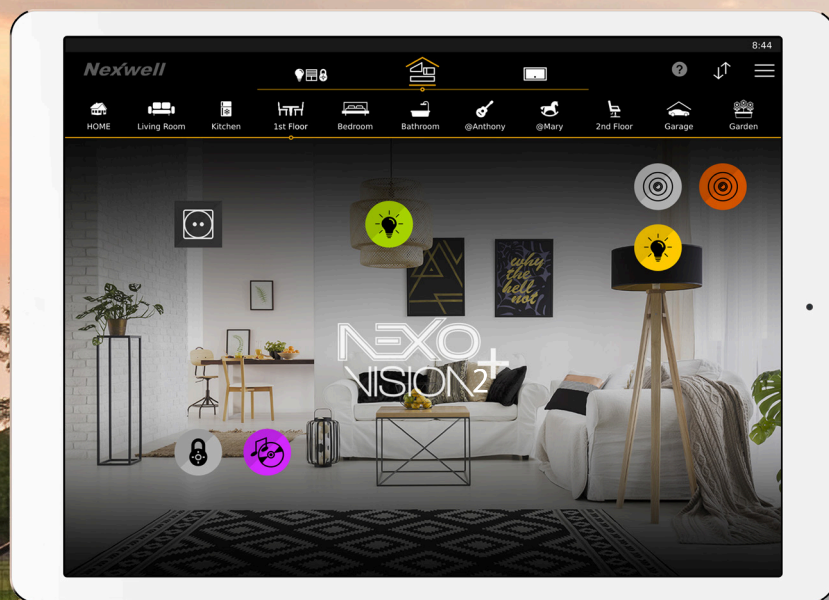 8:44
Nexwell
?
HOME
Living Room
Kitchen
1st Floor
Bedroom
Bathroom
@Anthony
@Mary
2nd Floor
Garage
Garden
why
the
hell
not
NEXO
VISION2+